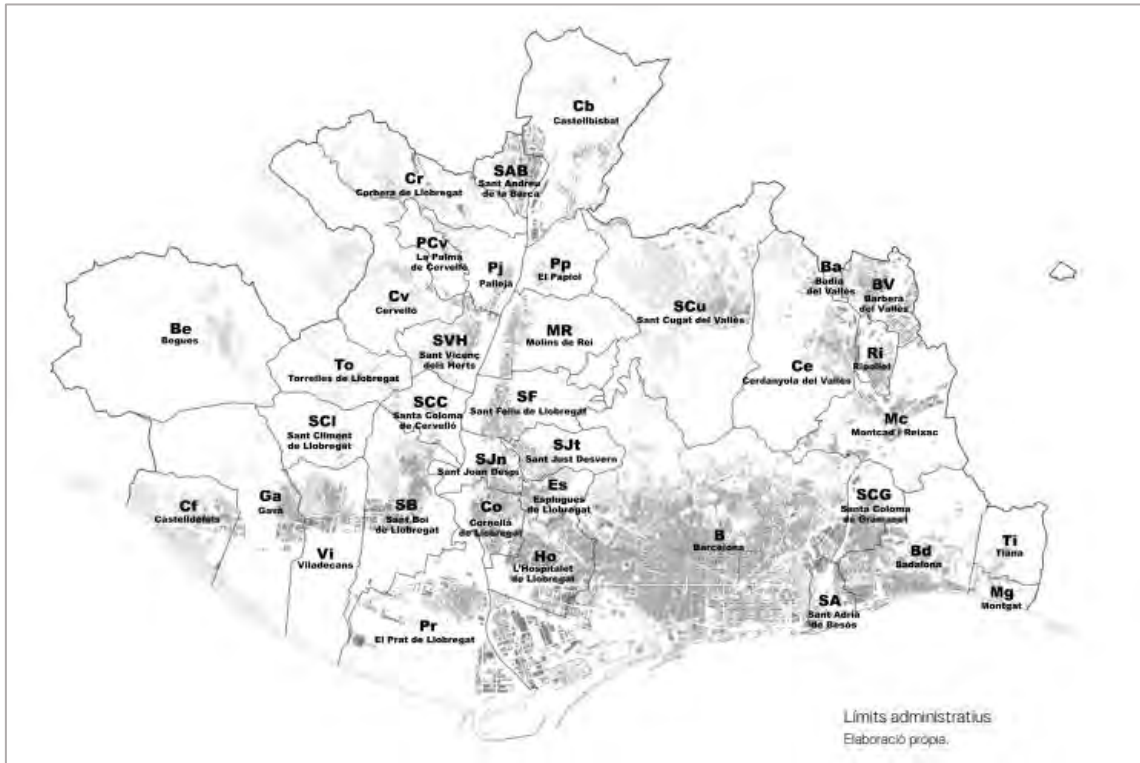 Cb
Castellbisbal
SAB
Sant Andreu
de la Barca
Cr
Corbera de Llobregat
PCv
La Palma
de Cervelló
Pj
Pallejà
Pp
El Papiol
Cv
Cervelló
SCu
Sant Cugat del Vallès
Ba
Badia
del Vallès
BV
Barberà
del Vallès
Be
Begues
SVH
Sant Vicenç
dels Horts
MR
Molins de Rei
Ri
Ripollet
To
Torrelles de Llobregat
Ce
Cerdanyola del Vallès
SCC
Santa Coloma
de Cervelló
SF
Sant Feliu de Llobregat
Mc
Montcad i Reixac
SCl
Sant Climent
de Llobregat
SJn
Sant Joan Despí
SJt
Sant Just Desvern
Es
Esplugues
de Llobregat
Cf
Castelldefels
Ga
Gavà
SB
Sant Boi
de Llobregat
Co
Cornellà
de Llobregat
SCG
Santa Coloma
de Gramanet
B
Barcelona
Vi
Viladecans
Ho
L'Hospitalet
de Llobregat
Bd
Badalona
Ti
Tiana
SA
Sant Adrià
de Besòs
Mg
Montgat
Pr
El Prat de Llobregat
Límits administratius
Elaboració pròpia.